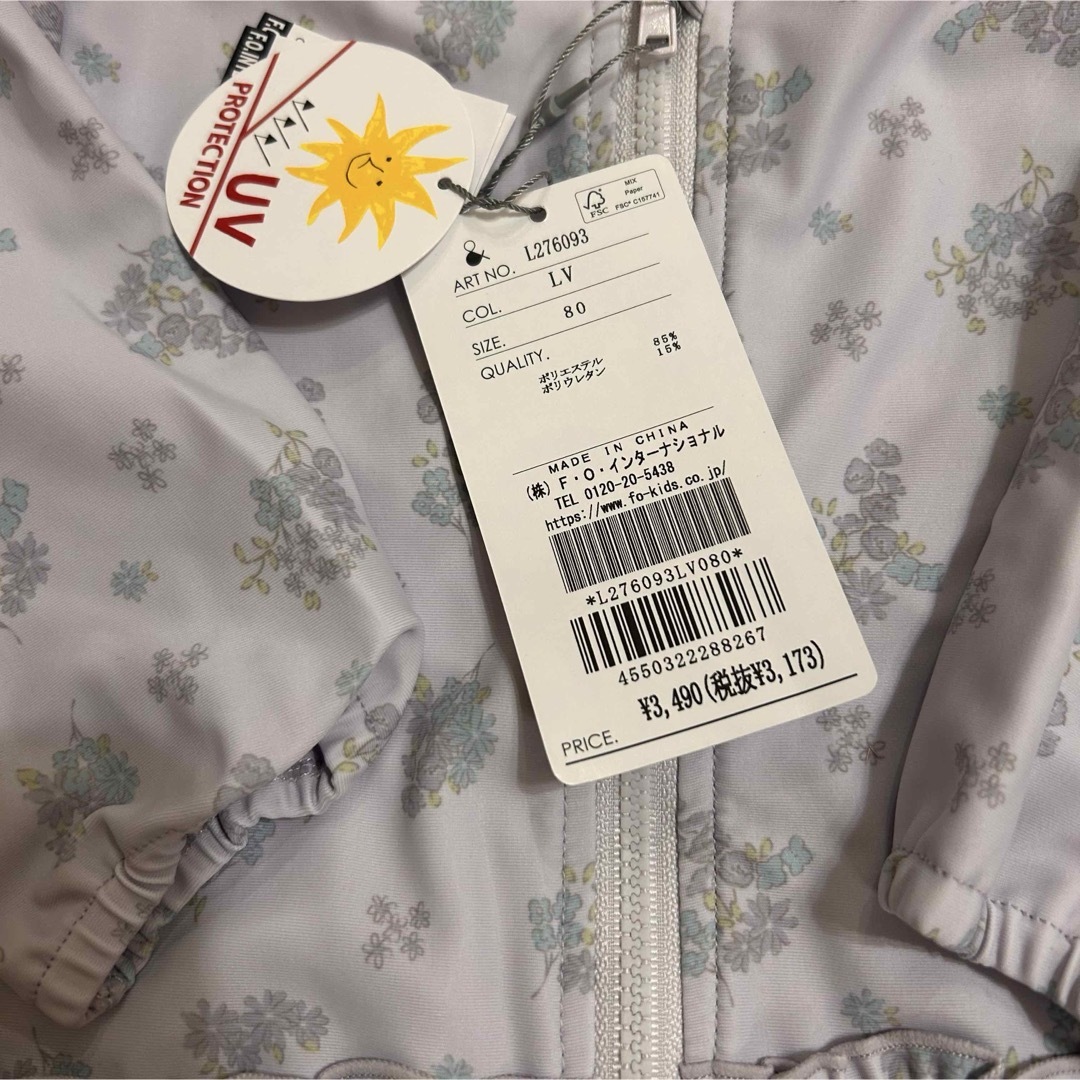 UV
PROTECTION
FSC
MIX
Paper
FSC® C157741
&
ART NO. L276093
COL. LV
SIZE. 80
QUALITY.
ポリエステル 85%
ポリウレタン 15%
MADE IN CHINA
(株) F・O・インターナショナル
TEL 0120-20-5438
https://www.fo-kids.co.jp/
*L276093LV080*
4550322288267
¥3,490(税抜¥3,173)
PRICE.